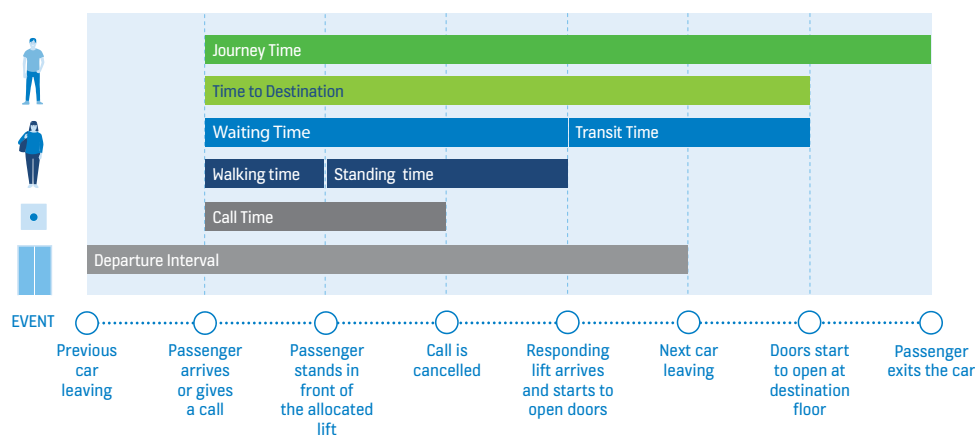 Journey Time
Time to Destination
Waiting Time
Transit Time
Walking time
Standing time
Call Time
Departure Interval
EVENT
Previous
car
leaving
Passenger
arrives
or gives
a call
Passenger
stands in
front of
the allocated
lift
Call is
cancelled
Responding
lift arrives
and starts to
open doors
Next car
leaving
Doors start
to open at
destination
floor
Passenger
exits the car